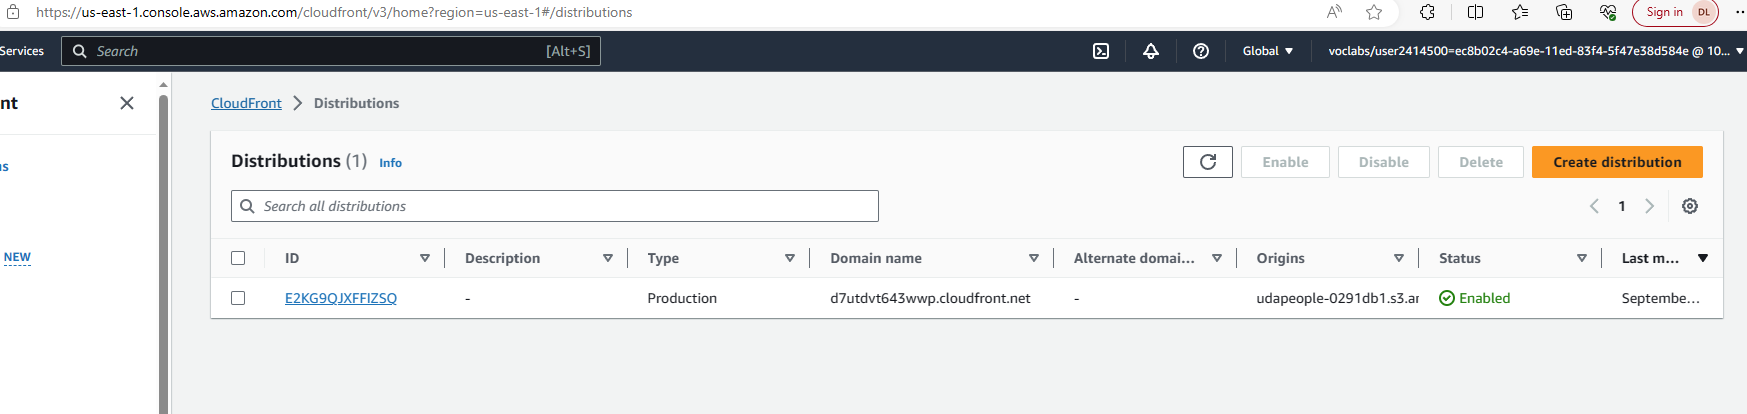 https://us-east-1.console.aws.amazon.com/cloudfront/v3/home?region=us-east-1#/distributions
Sign in DL
Services Search [Alt+S] Global voclabs/user2414500=ec8b02c4-a69e-11ed-83f4-5f47e38d584e @ 10...
nt
CloudFront Distributions
Distributions (1) Info Enable Disable Delete Create distribution
ns
Search all distributions 1
NEW
ID Description Type Domain name Alternate domai... Origins Status Last m...
E2KG9QJXFFIZSQ - Production d7utdvt643wwp.cloudfront.net - udapeople-0291db1.s3.ar Enabled Septembe...